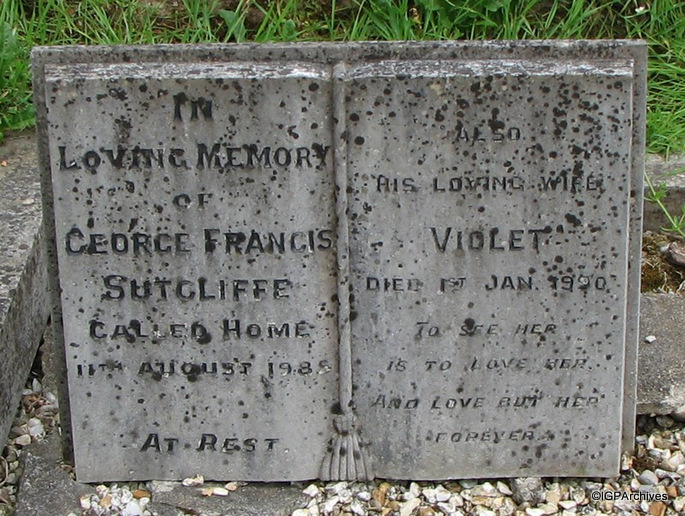 IN
LOVING MEMORY
OF
GEORGE FRANCIS
SUTCLIFFE
CALLED HOME
11TH AUGUST
AT REST
ALSO
HIS LOVING WIFE
VIOLET
DIED 1ST JAN. 1990
TO SEE HER
IS TO LOVE HER
AND LOVE BUT HER
FOREVER.
©IGPArchives